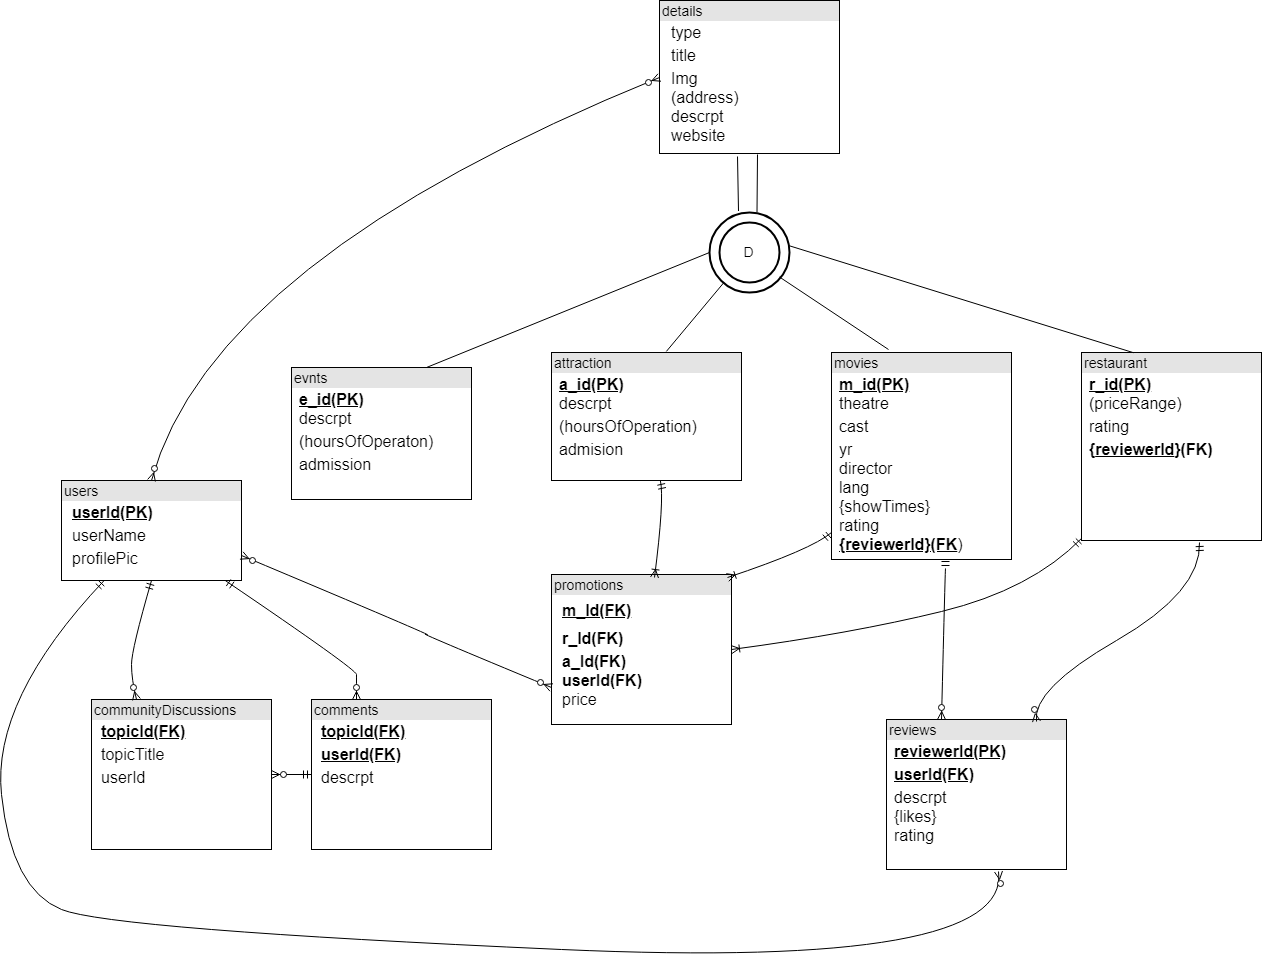 details
type
title
Img
(address)
descrpt
website
D
evnts
e_id(PK)
descrpt
(hoursOfOperaton)
admission
attraction
a_id(PK)
descrpt
(hoursOfOperation)
admision
movies
m_id(PK)
theatre
cast
yr
director
lang
{showTimes}
rating
{reviewerId}(FK)
restaurant
r_id(PK)
(priceRange)
rating
{reviewerId}(FK)
users
userId(PK)
userName
profilePic
promotions
m_Id(FK)
r_Id(FK)
a_Id(FK)
userId(FK)
price
communityDiscussions
topicId(FK)
topicTitle
userId
comments
topicId(FK)
userId(FK)
descrpt
reviews
reviewerId(PK)
userId(FK)
descrpt
{likes}
rating